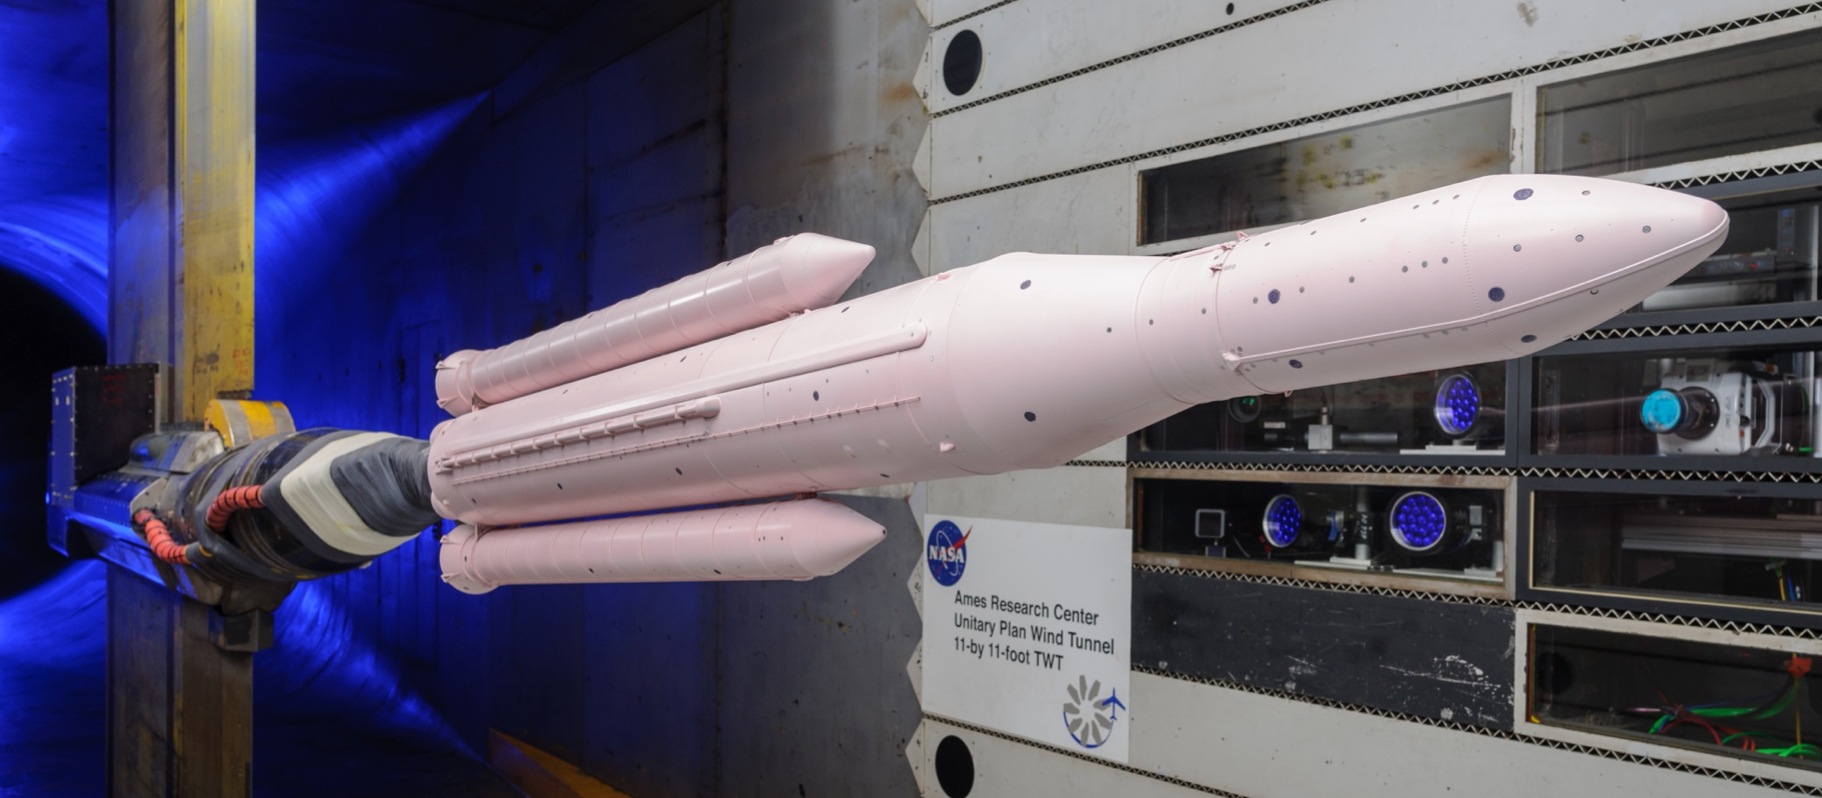 NASA
Ames Research Center
Unitary Plan Wind Tunnel
11-by 11-foot TWT